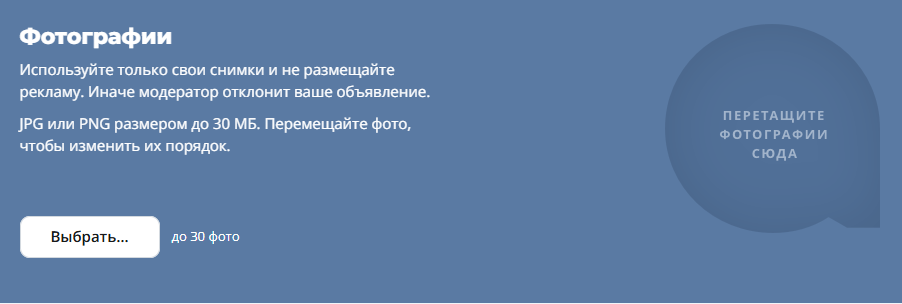 Фотографии
Используйте только свои снимки и не размещайте
рекламу. Иначе модератор отклонит ваше объявление.
JPG или PNG размером до 30 МБ. Перемещайте фото,
чтобы изменить их порядок.
ПЕРЕТАЩИТЕ
ФОТОГРАФИИ
СЮДА
Выбрать... до 30 фото